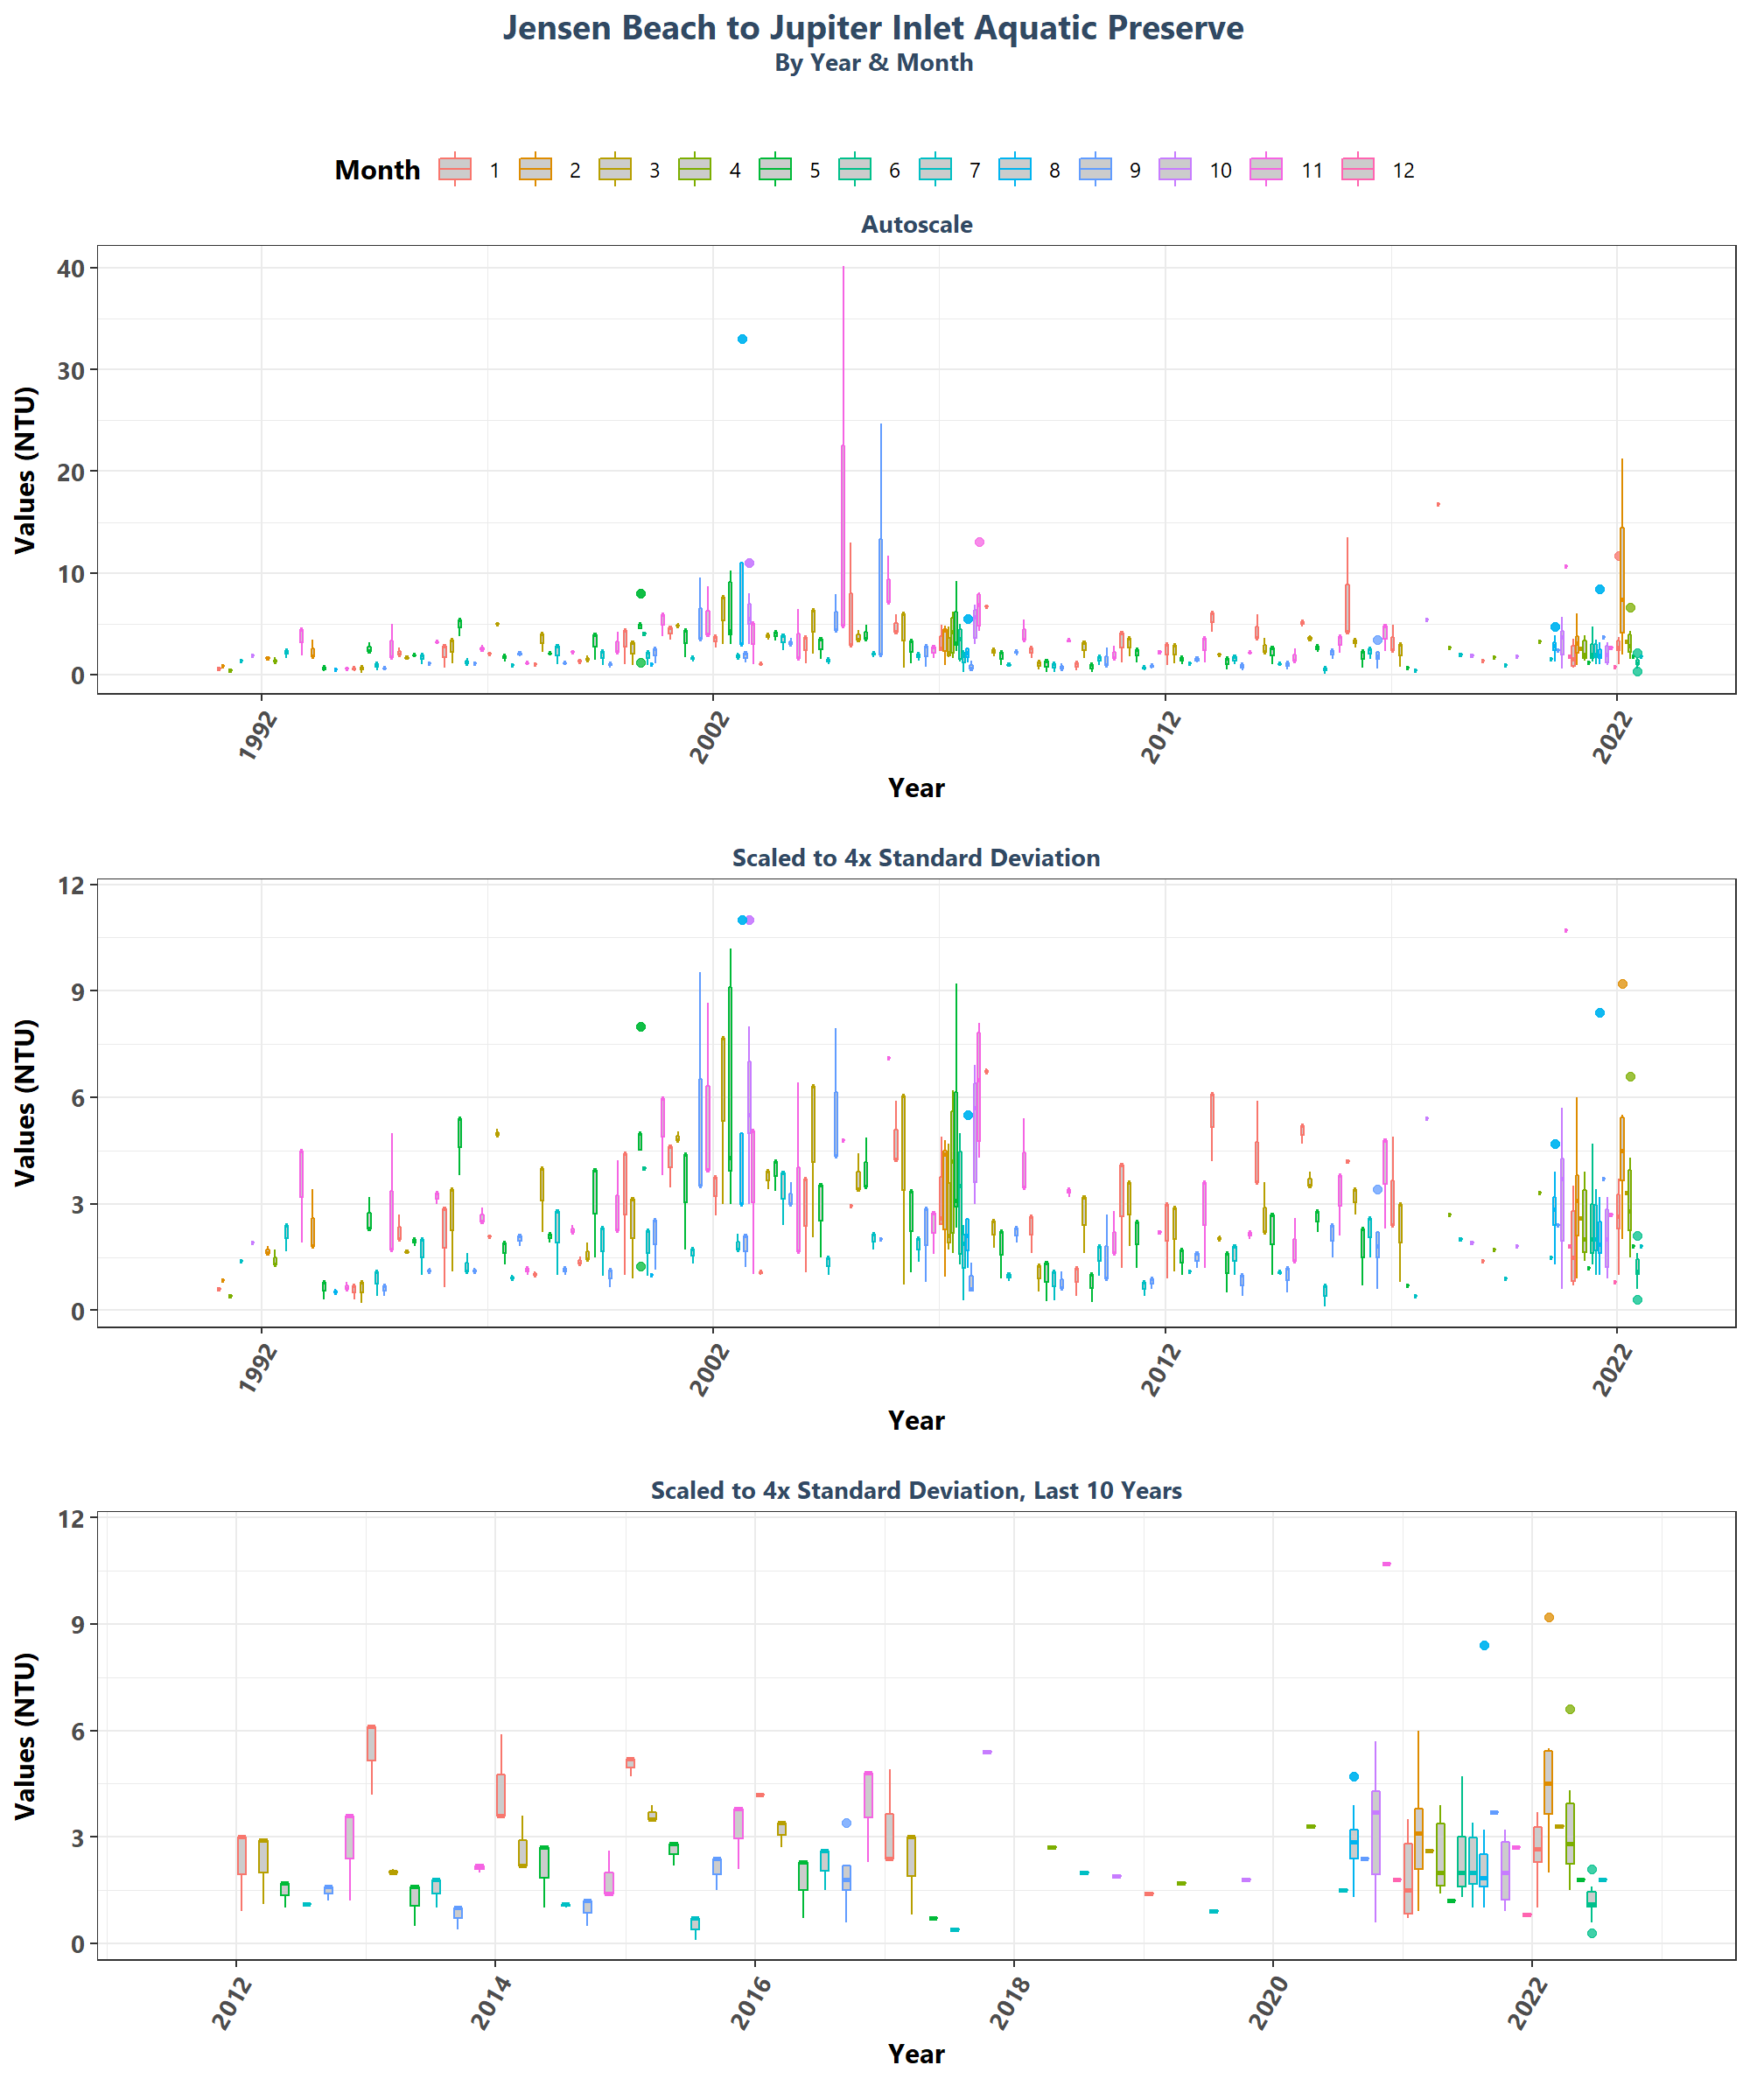 Jensen Beach to Jupiter Inlet Aquatic Preserve
By Year & Month
Month 1 2 3 4 5 6 7 8 9 10 11 12
Autoscale
Values (NTU)
40
30
20
10
0
1992 2002 2012 2022
Year
Scaled to 4x Standard Deviation
Values (NTU)
12
9
6
3
0
1992 2002 2012 2022
Year
Scaled to 4x Standard Deviation, Last 10 Years
Values (NTU)
12
9
6
3
0
2012 2014 2016 2018 2020 2022
Year